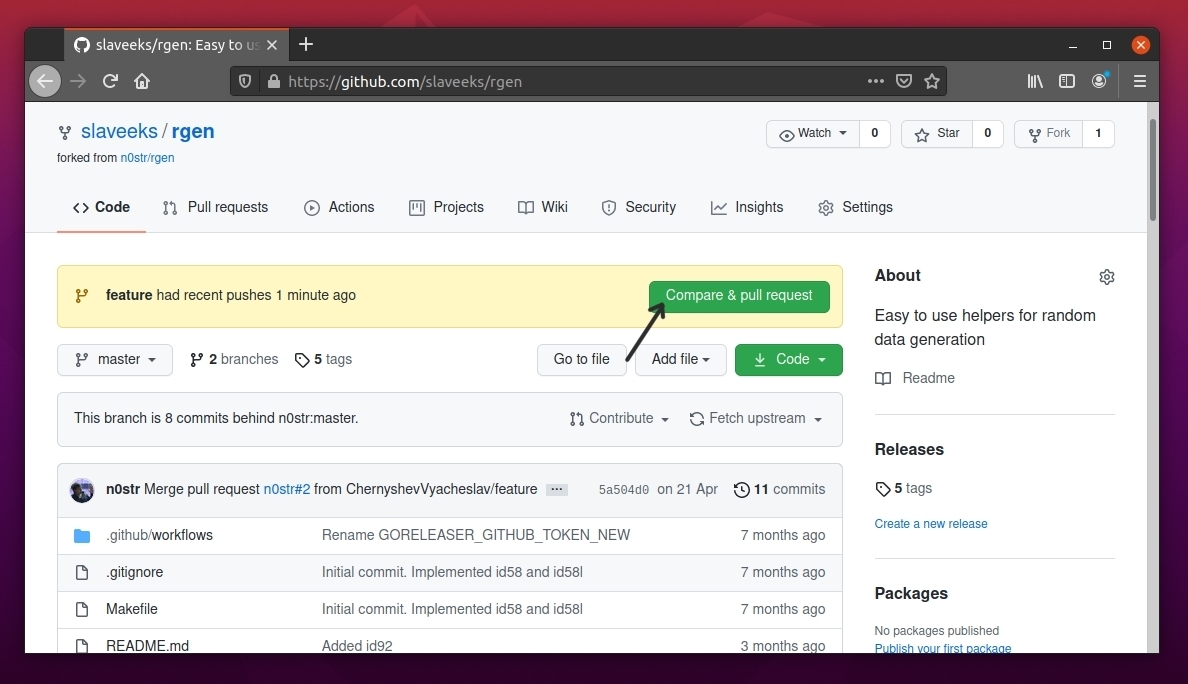 slaveeks/rgen: Easy to us
https://github.com/slaveeks/rgen
slaveeks / rgen
Watch 0 Star 0 Fork 1
forked from n0str/rgen
Code Pull requests Actions Projects Wiki Security Insights Settings
feature had recent pushes 1 minute ago Compare & pull request
master 2 branches 5 tags Go to file Add file Code
This branch is 8 commits behind n0str:master. Contribute Fetch upstream
n0str Merge pull request n0str#2 from ChernyshevVyacheslav/feature ... 5a504d0 on 21 Apr 11 commits
.github/workflows Rename GORELEASER_GITHUB_TOKEN_NEW 7 months ago
.gitignore Initial commit. Implemented id58 and id58l 7 months ago
Makefile Initial commit. Implemented id58 and id58l 7 months ago
README.md Added id92 3 months ago
About
Easy to use helpers for random
data generation
Readme
Releases
5 tags
Create a new release
Packages
No packages published
Publish your first package